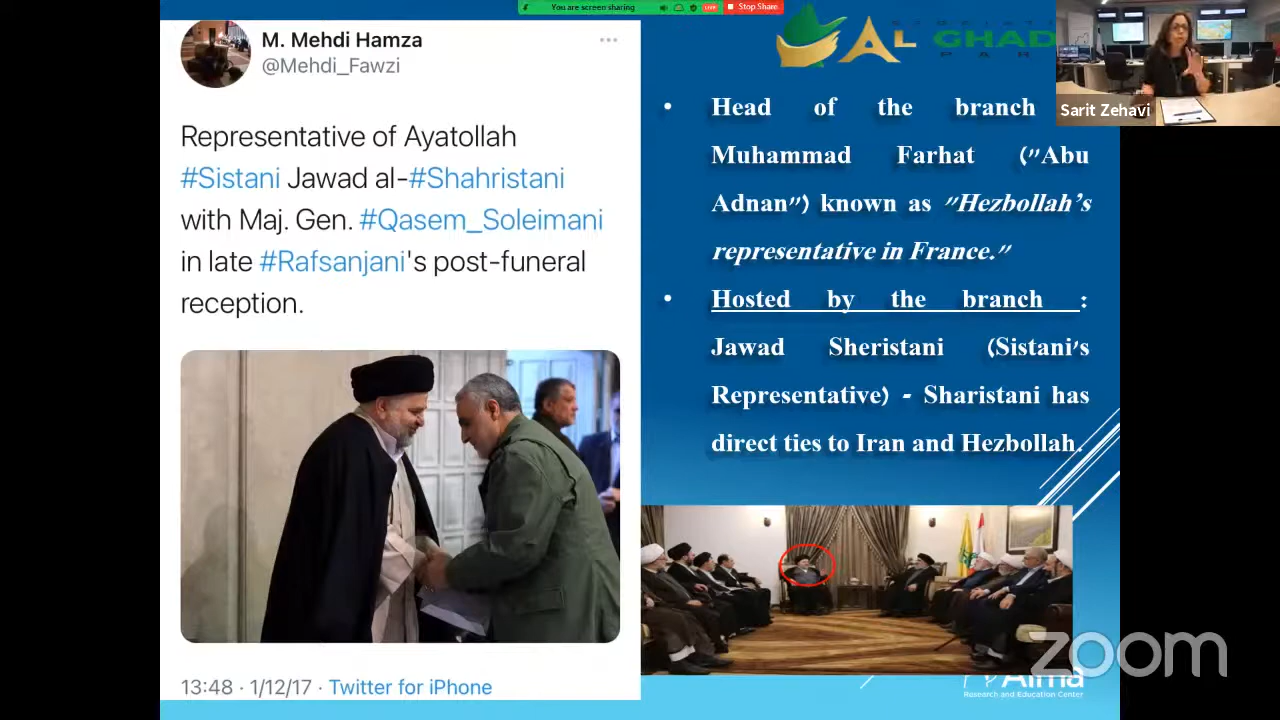 You are screen sharing
LIVE
Stop Share
M. Mehdi Hamza
@Mehdi_Fawzi
Representative of Ayatollah
#Sistani Jawad al-#Shahristani
with Maj. Gen. #Qasem_Soleimani
in late #Rafsanjani's post-funeral
reception.
13:48 · 1/12/17 · Twitter for iPhone
AL GHAD
• Head of the branch
Muhammad Farhat ("Abu
Adnan") known as "Hezbollah's
representative in France."
• Hosted by the branch :
Jawad Sheristani (Sistani's
Representative) - Sharistani has
direct ties to Iran and Hezbollah.
Sarit Zehavi
zoom
Alma
Research and Education Center